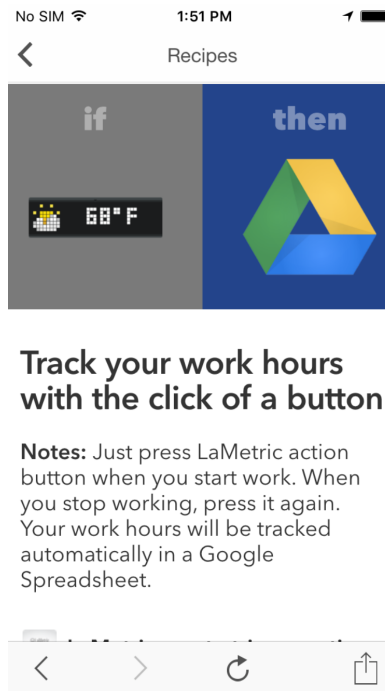 No SIM 1:51 PM
Recipes
if then
68°F
Track your work hours
with the click of a button
Notes: Just press LaMetric action
button when you start work. When
you stop working, press it again.
Your work hours will be tracked
automatically in a Google
Spreadsheet.